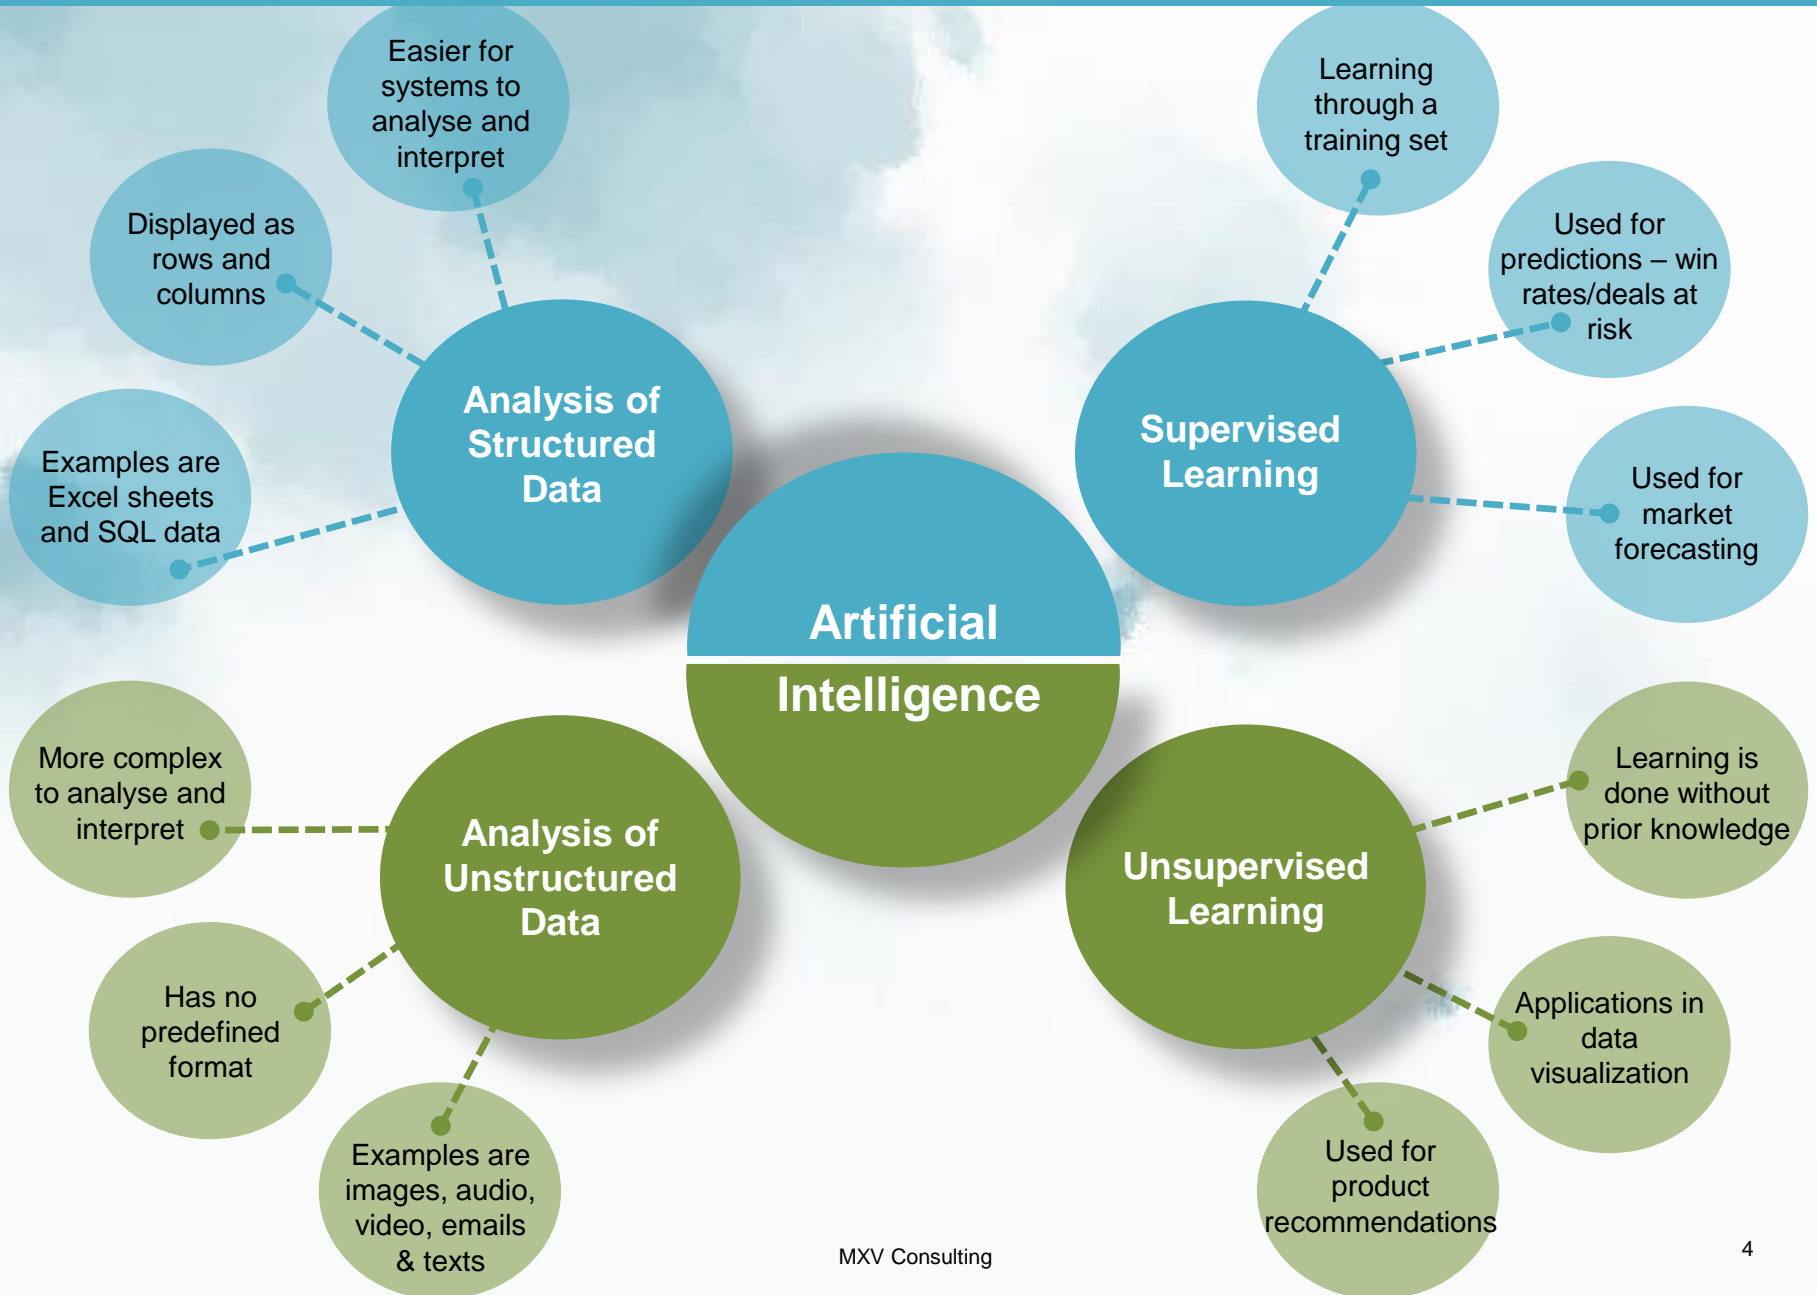 Easier for
systems to
analyse and
interpret
Displayed as
rows and
columns
Examples are
Excel sheets
and SQL data
Analysis of
Structured
Data
Learning
through a
training set
Used for
predictions – win
rates/deals at
risk
Used for
market
forecasting
Supervised
Learning
Artificial
Intelligence
More complex
to analyse and
interpret
Has no
predefined
format
Examples are
images, audio,
video, emails
& texts
Analysis of
Unstructured
Data
Unsupervised
Learning
Learning is
done without
prior knowledge
Applications in
data
visualization
Used for
product
recommendations
MXV Consulting
4